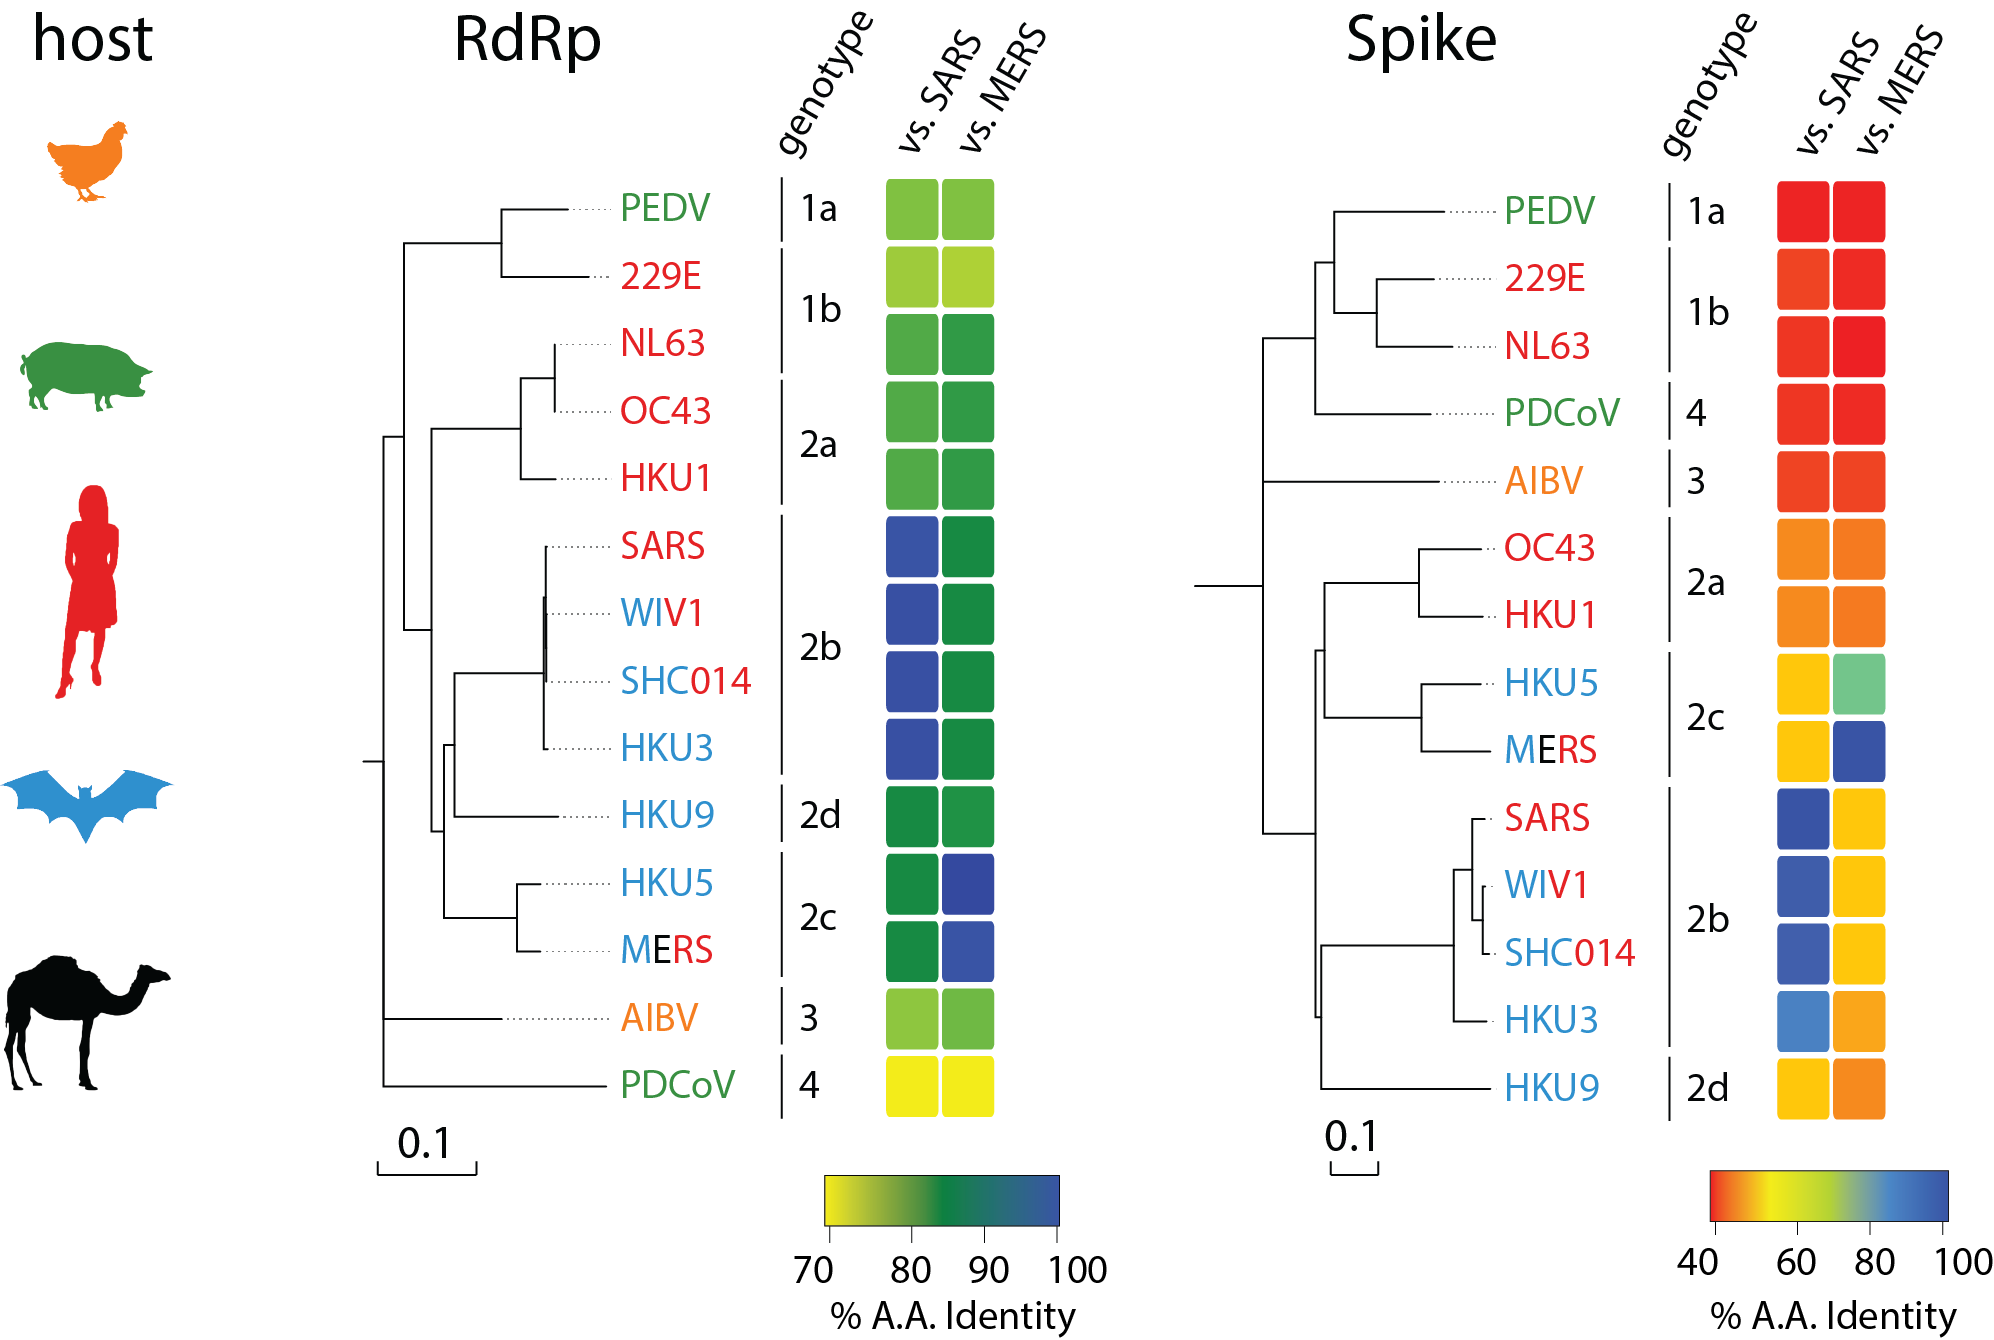 host
RdRp
genotype
vs. SARS
vs. MERS
PEDV
229E
NL63
OC43
HKU1
SARS
WIV1
SHC014
HKU3
HKU9
HKU5
MERS
AIBV
PDCoV
1a
1b
2a
2b
2d
2c
3
4
0.1
70 80 90 100
% A.A. Identity
Spike
genotype
vs. SARS
vs. MERS
PEDV
229E
NL63
PDCoV
AIBV
OC43
HKU1
HKU5
MERS
SARS
WIV1
SHC014
HKU3
HKU9
1a
1b
4
3
2a
2c
2b
2d
0.1
40 60 80 100
% A.A. Identity